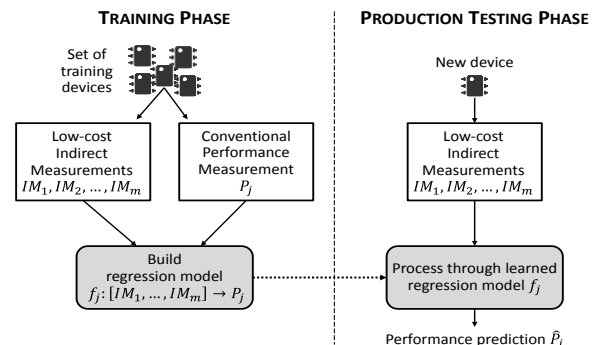 TRAINING PHASE
Set of
training
devices
Low-cost
Indirect
Measurements
IM₁, IM₂, ..., IMₘ
Conventional
Performance
Measurement
Pⱼ
Build
regression model
fⱼ: [IM₁, ..., IMₘ] → Pⱼ
PRODUCTION TESTING PHASE
New device
Low-cost
Indirect
Measurements
IM₁, IM₂, ..., IMₘ
Process through learned
regression model fⱼ
Performance prediction P̂ⱼ